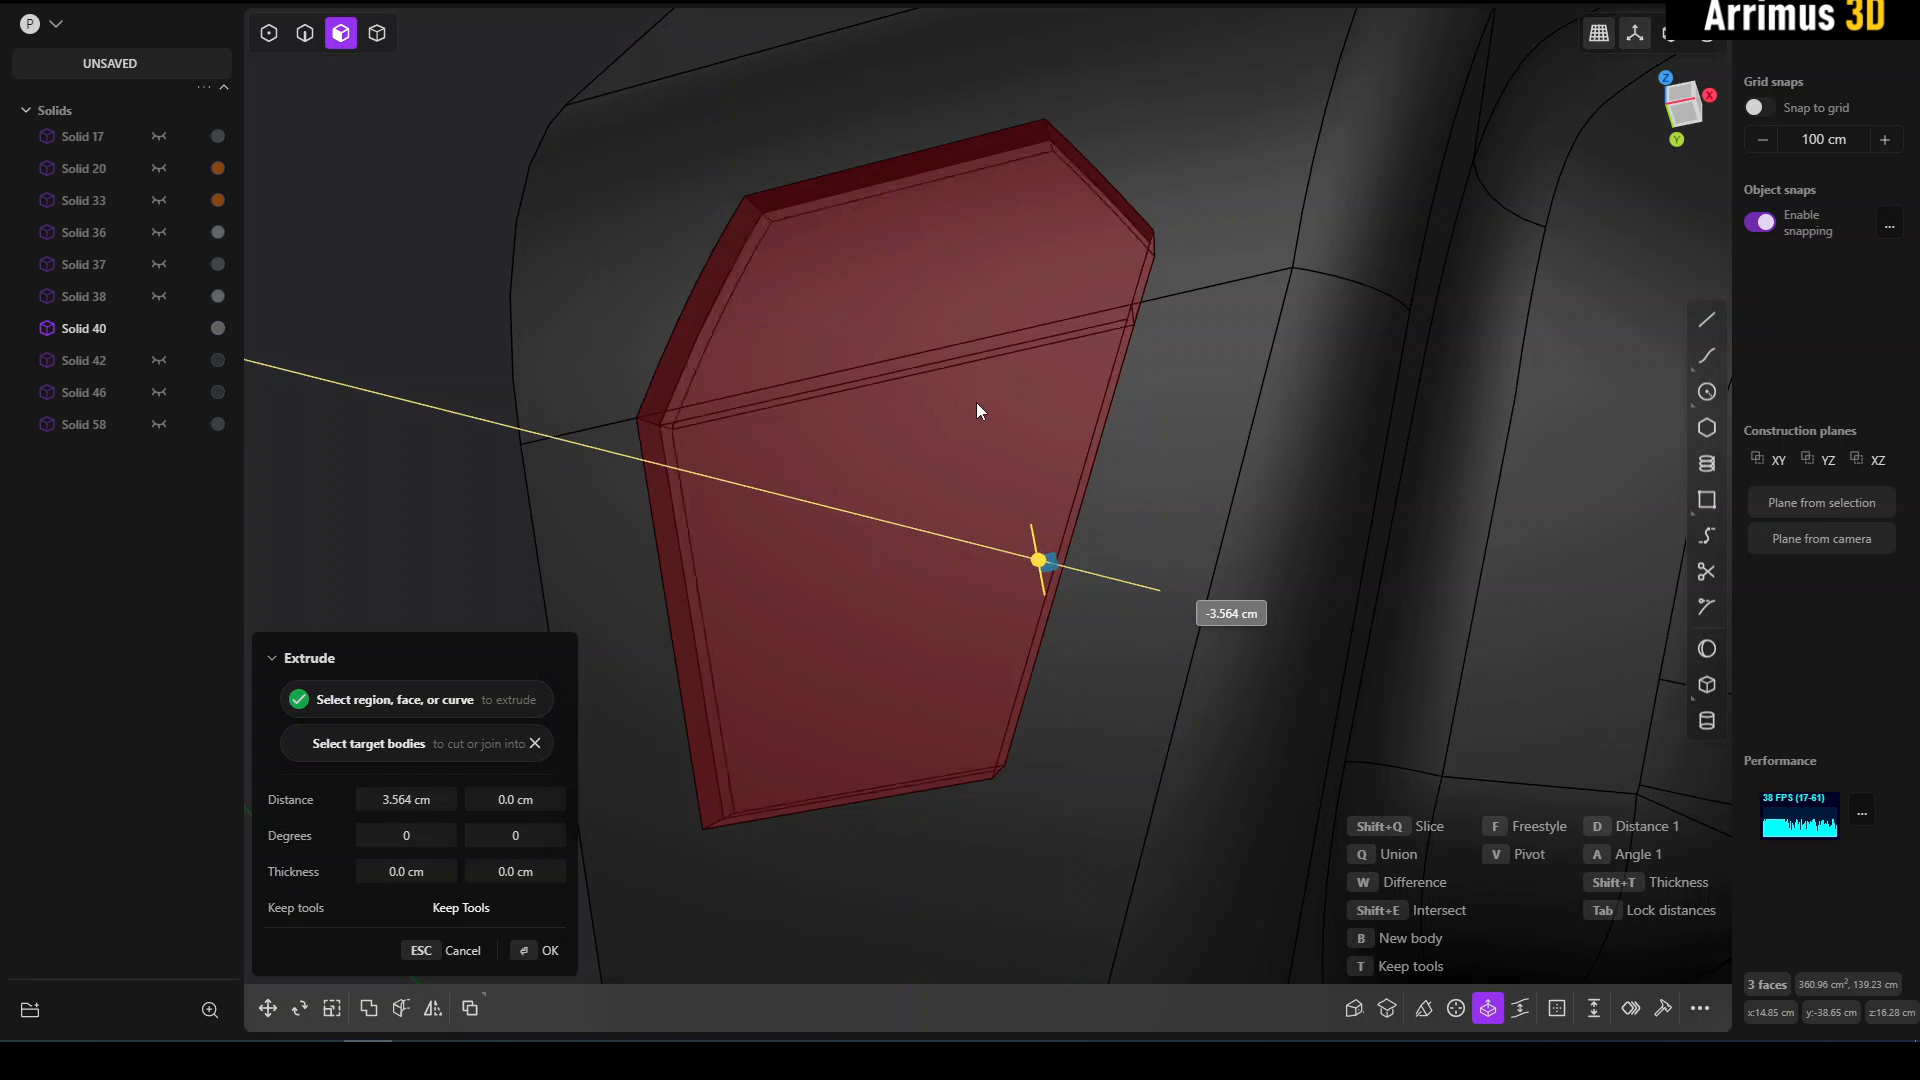 P
Arrimus 3D
UNSAVED
Solids
Solid 17
Solid 20
Solid 33
Solid 36
Solid 37
Solid 38
Solid 40
Solid 42
Solid 46
Solid 58
Z
X
Y
-3.564 cm
Extrude
Select region, face, or curve to extrude
Select target bodies to cut or join into
Distance 3.564 cm 0.0 cm
Degrees 0 0
Thickness 0.0 cm 0.0 cm
Keep tools Keep Tools
ESC Cancel OK
Shift+Q Slice F Freestyle D Distance 1
Q Union V Pivot A Angle 1
W Difference Shift+T Thickness
Shift+E Intersect Tab Lock distances
B New body
T Keep tools
Grid snaps
Snap to grid
100 cm
Object snaps
Enable
snapping
...
Construction planes
XY YZ XZ
Plane from selection
Plane from camera
Performance
38 FPS (17-61)
...
3 faces 360.96 cm², 139.23 cm
x:14.85 cm y:-38.65 cm z:16.28 cm